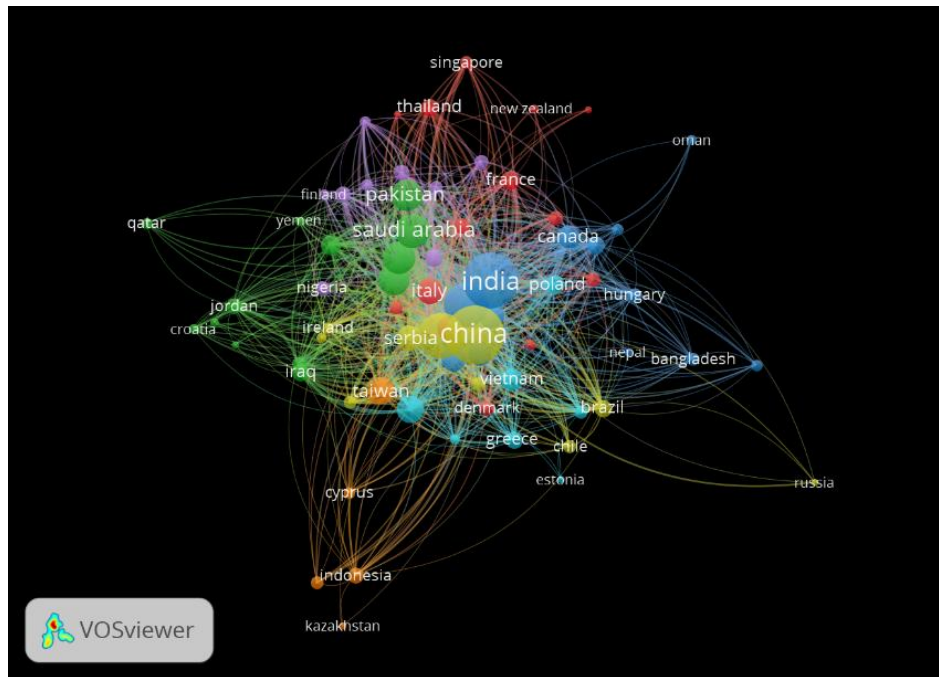 singapore
thailand
new zealand
oman
france
finland
pakistan
qatar
yemen
saudi arabia
canada
india
poland
nigeria
italy
hungary
jordan
croatia
ireland
serbia
china
nepal
bangladesh
iraq
vietnam
taiwan
denmark
brazil
greece
chile
estonia
russia
cyprus
indonesia
kazakhstan
VOSviewer